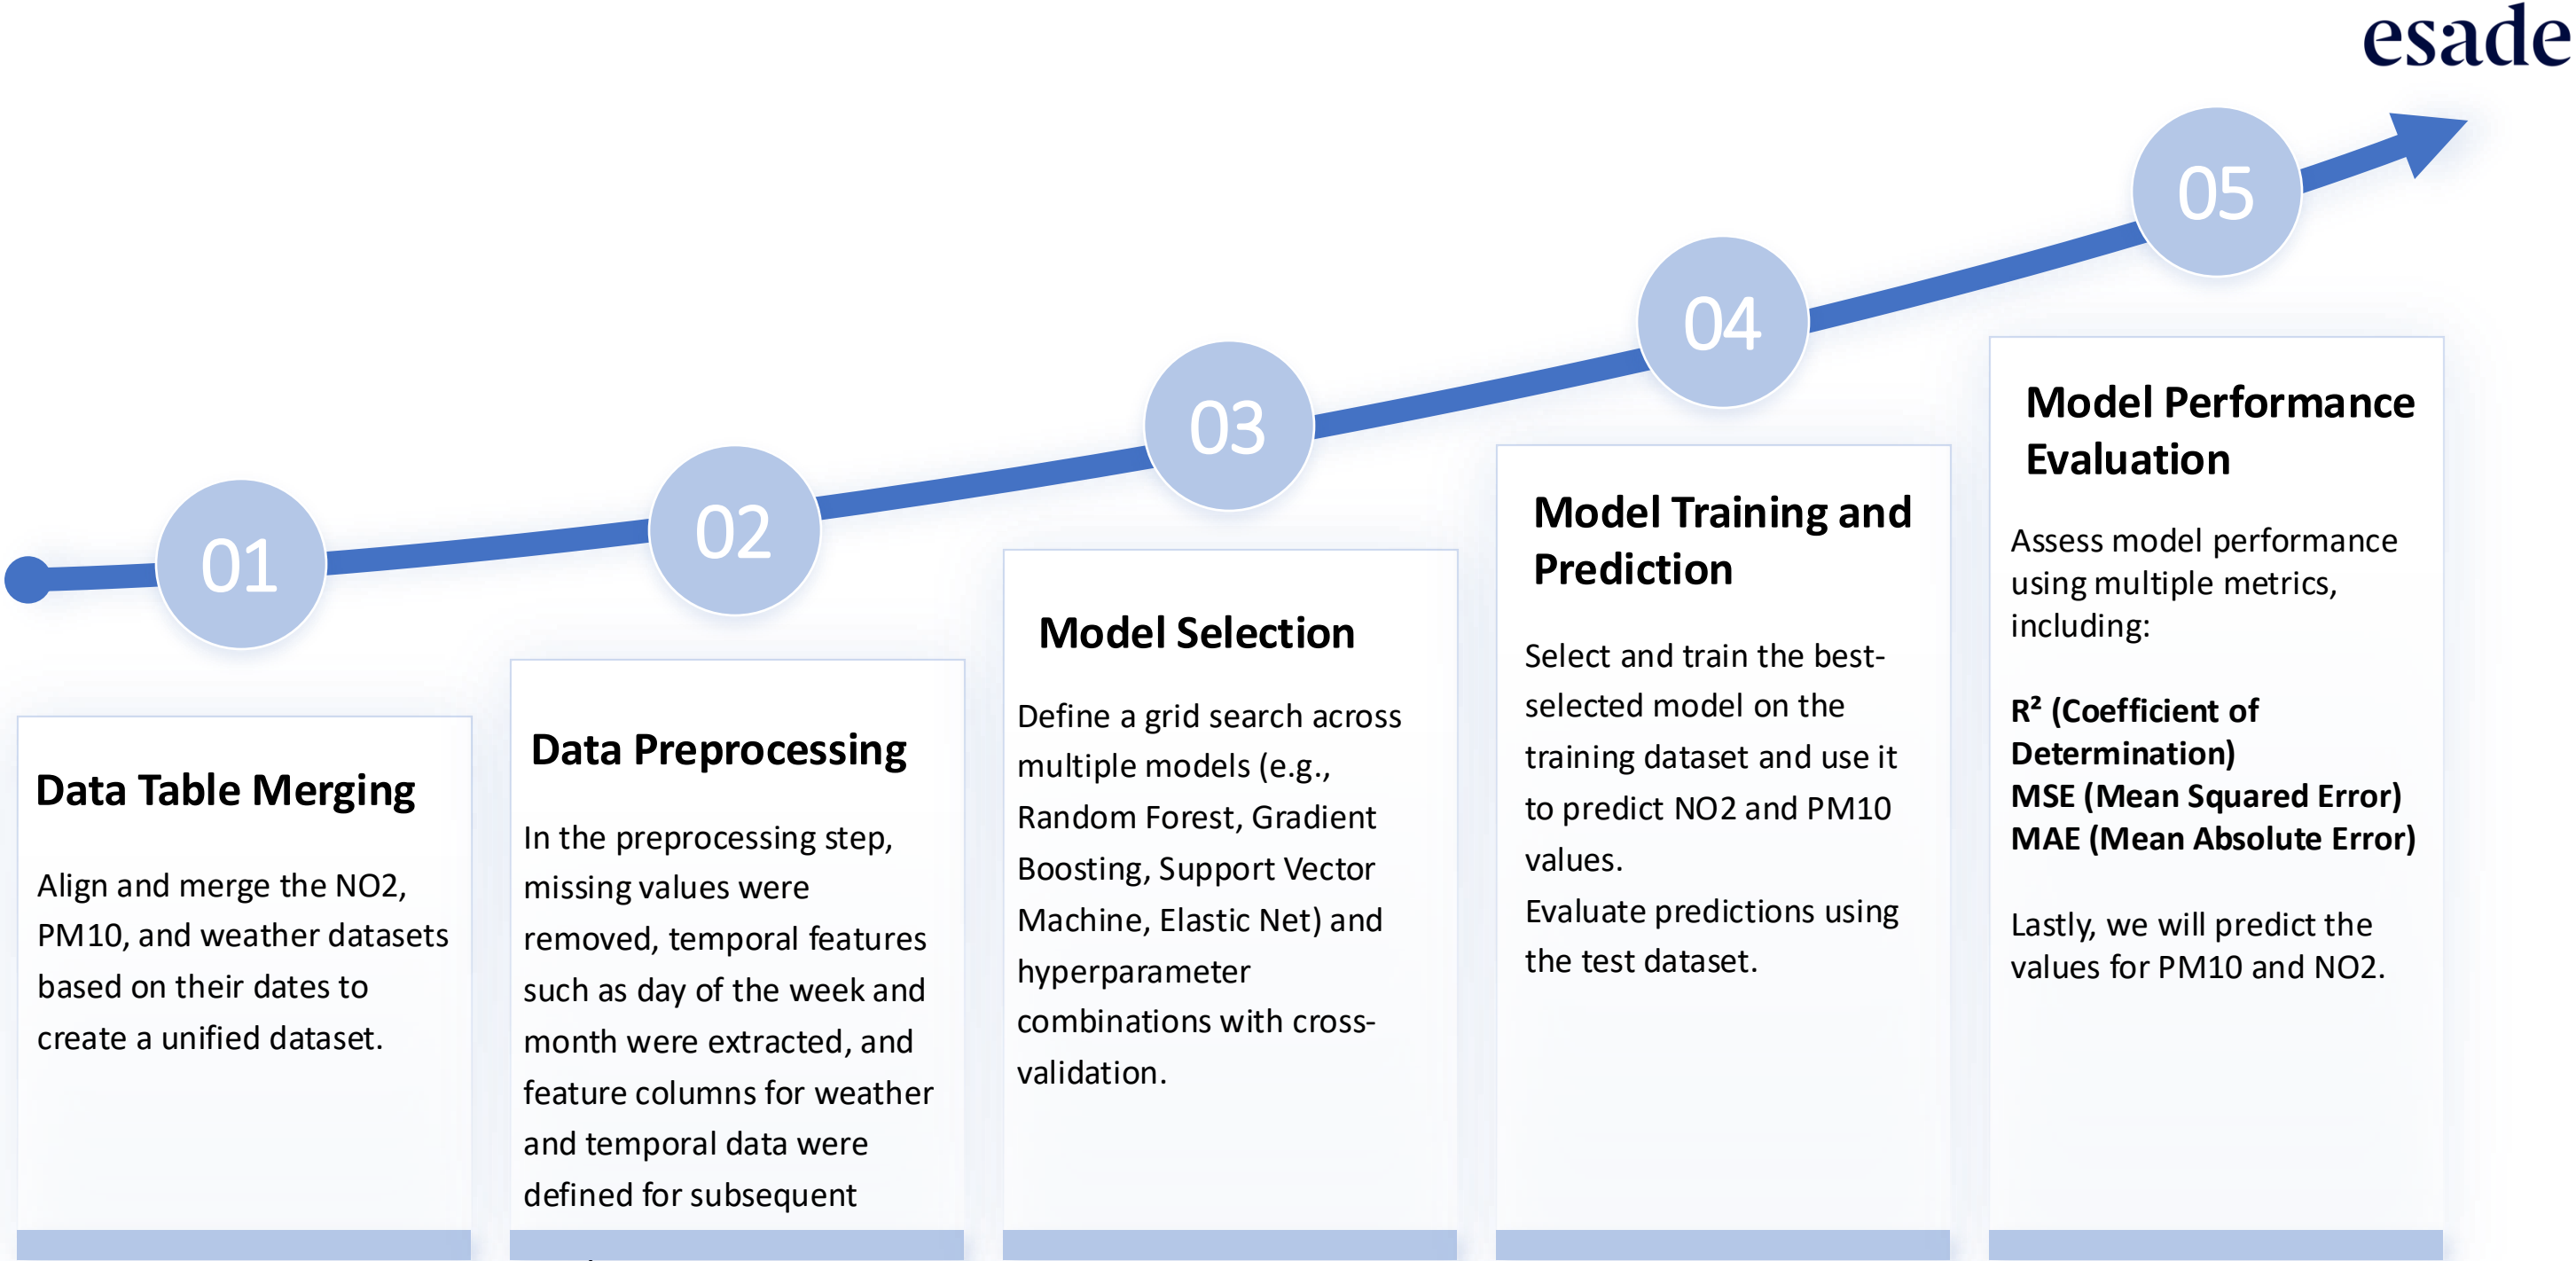 esade
01
Data Table Merging
Align and merge the NO2,
PM10, and weather datasets
based on their dates to
create a unified dataset.
02
Data Preprocessing
In the preprocessing step,
missing values were
removed, temporal features
such as day of the week and
month were extracted, and
feature columns for weather
and temporal data were
defined for subsequent
03
Model Selection
Define a grid search across
multiple models (e.g.,
Random Forest, Gradient
Boosting, Support Vector
Machine, Elastic Net) and
hyperparameter
combinations with cross-
validation.
04
Model Training and
Prediction
Select and train the best-
selected model on the
training dataset and use it
to predict NO2 and PM10
values.
Evaluate predictions using
the test dataset.
05
Model Performance
Evaluation
Assess model performance
using multiple metrics,
including:
R² (Coefficient of
Determination)
MSE (Mean Squared Error)
MAE (Mean Absolute Error)
Lastly, we will predict the
values for PM10 and NO2.